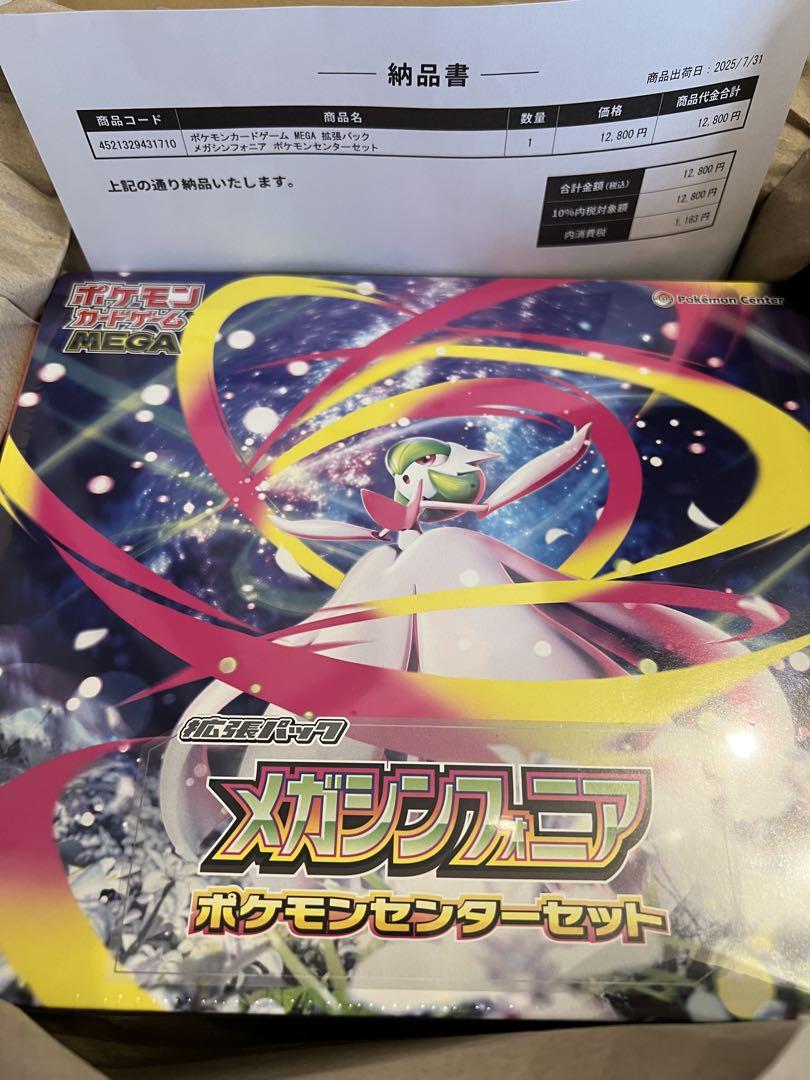 納品書
商品出荷日：2025/7/31
商品コード 商品名 数量 価格 商品代金合計
4521329431710 ポケモンカードゲーム MEGA 拡張パック
メガシンフォニア ポケモンセンターセット 1 12,800円 12,800円
上記の通り納品いたします。
合計金額(税込) 12,800円
10%内税対象額 12,800円
内消費税 1,163円
ポケモン
カードゲーム
MEGA
Pokémon Center
拡張パック
メガシンフォニア
ポケモンセンターセット